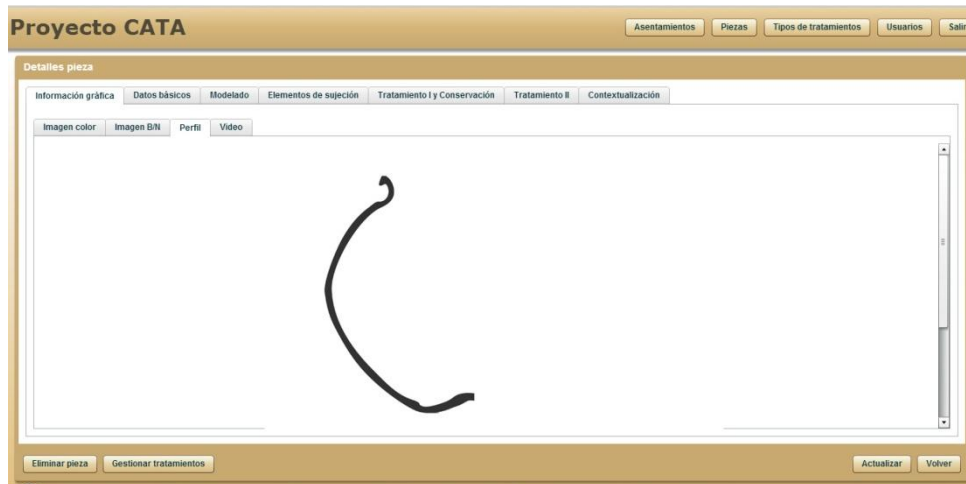 Proyecto CATA
Asentamientos Piezas Tipos de tratamientos Usuarios Salir
Detalles pieza
Información gráfica Datos básicos Modelado Elementos de sujeción Tratamiento I y Conservación Tratamiento II Contextualización
Imagen color Imagen B/N Perfil Video
Eliminar pieza Gestionar tratamientos Actualizar Volver